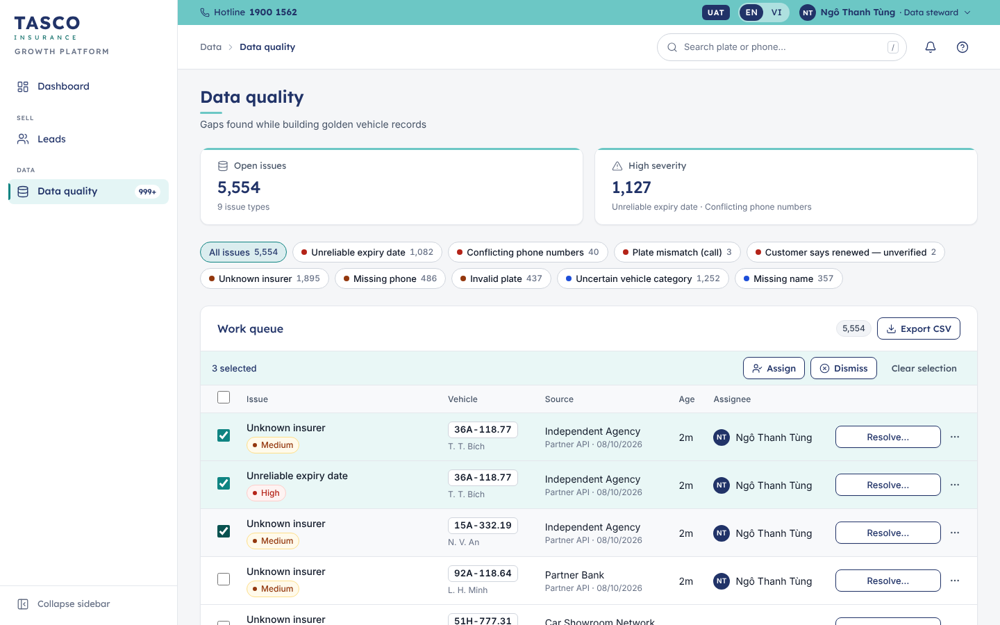 TASCO
INSURANCE
GROWTH PLATFORM
Dashboard
SELL
Leads
DATA
Data quality 999+
Collapse sidebar
Hotline 1900 1562
UAT EN VI NT Ngô Thanh Tùng · Data steward
Data > Data quality
Search plate or phone... /
Data quality
Gaps found while building golden vehicle records
Open issues
5,554
9 issue types
High severity
1,127
Unreliable expiry date · Conflicting phone numbers
All issues 5,554 Unreliable expiry date 1,082 Conflicting phone numbers 40 Plate mismatch (call) 3 Customer says renewed — unverified 2
Unknown insurer 1,895 Missing phone 486 Invalid plate 437 Uncertain vehicle category 1,252 Missing name 357
Work queue 5,554 Export CSV
3 selected Assign Dismiss Clear selection
Issue Vehicle Source Age Assignee
Unknown insurer 36A-118.77 Independent Agency 2m NT Ngô Thanh Tùng Resolve...
Medium T. T. Bích Partner API · 08/10/2026
Unreliable expiry date 36A-118.77 Independent Agency 2m NT Ngô Thanh Tùng Resolve...
High T. T. Bích Partner API · 08/10/2026
Unknown insurer 15A-332.19 Independent Agency 2m NT Ngô Thanh Tùng Resolve...
Medium N. V. An Partner API · 08/10/2026
Unknown insurer 92A-118.64 Partner Bank 2m NT Ngô Thanh Tùng Resolve...
Medium L. H. Minh Partner API · 08/10/2026
Unknown insurer 51H-777.31 Car Showroom Network